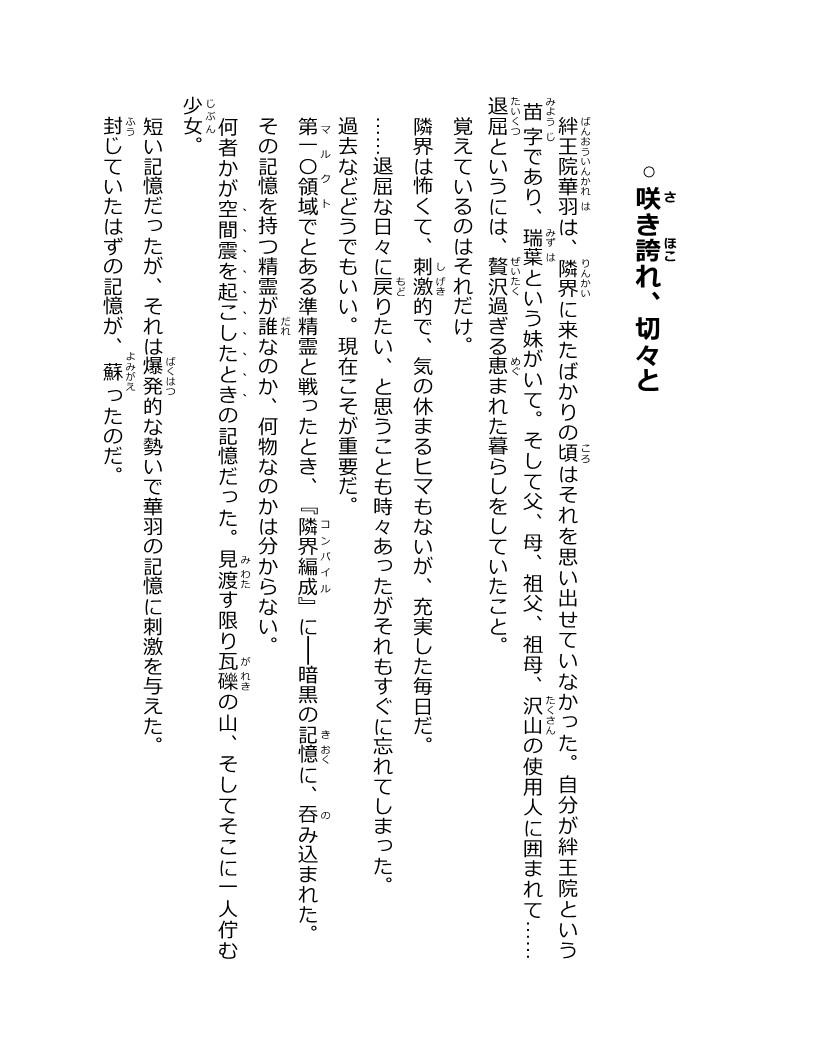 ○咲き誇れ、切々と
絆王院華羽は、隣界に来たばかりの頃はそれを思い出せていなかった。自分が絆王院という
苗字であり、瑞葉という妹がいて。そして父、母、祖父、祖母、沢山の使用人に囲まれて……
退屈というには、贅沢過ぎる恵まれた暮らしをしていたこと。
覚えているのはそれだけ。
隣界は怖くて、刺激的で、気の休まるヒマもないが、充実した毎日だ。
……退屈な日々に戻りたい、と思うことも時々あったがそれもすぐに忘れてしまった。
過去などどうでもいい。現在こそが重要だ。
第一〇領域でとある準精霊と戦ったとき、『隣界編成』に──暗黒の記憶に、呑み込まれた。
その記憶を持つ精霊が誰なのか、何物なのかは分からない。
何者かが空間震を起こしたときの記憶だった。見渡す限り瓦礫の山、そしてそこに一人佇む
少女。
短い記憶だったが、それは爆発的な勢いで華羽の記憶に刺激を与えた。
封じていたはずの記憶が、蘇ったのだ。